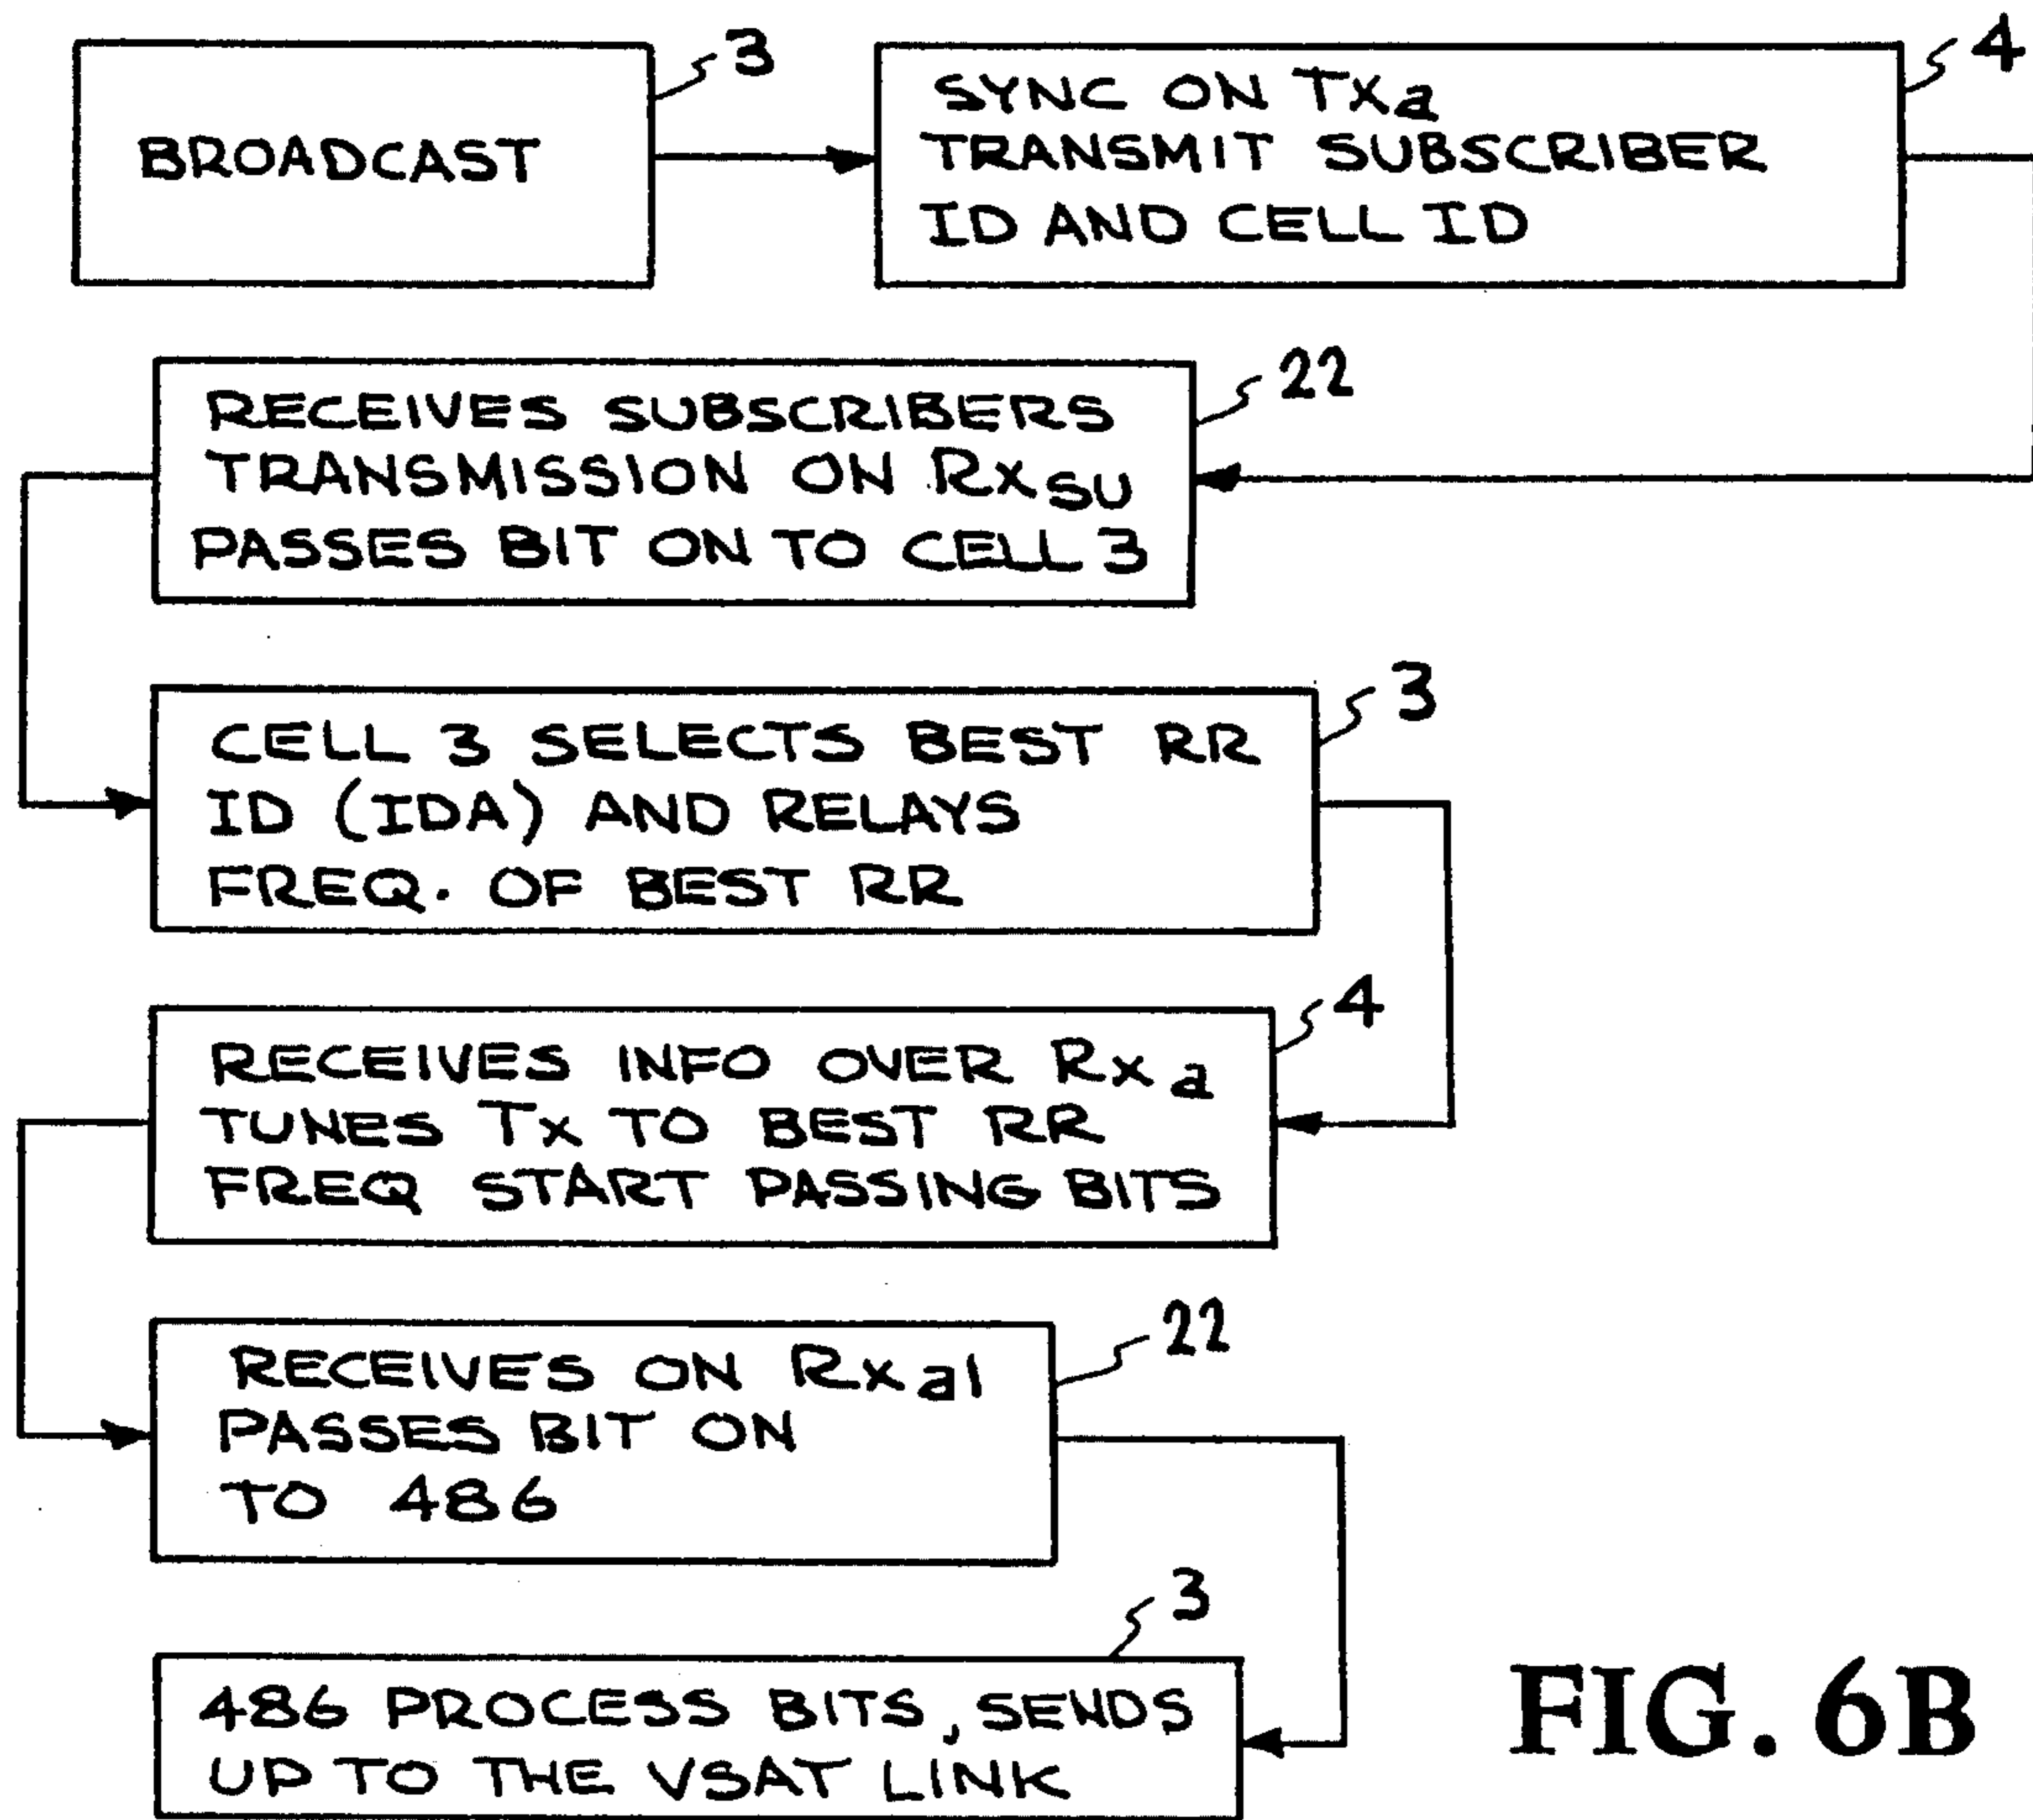 3
BROADCAST
4
SYNC ON Txa
TRANSMIT SUBSCRIBER
ID AND CELL ID
22
RECEIVES SUBSCRIBERS
TRANSMISSION ON RxSU
PASSES BIT ON TO CELL 3
3
CELL 3 SELECTS BEST RR
ID (IDA) AND RELAYS
FREQ. OF BEST RR
4
RECEIVES INFO OVER Rxa
TUNES Tx TO BEST RR
FREQ START PASSING BITS
22
RECEIVES ON Rxa1
PASSES BIT ON
TO 486
3
486 PROCESS BITS, SENDS
UP TO THE VSAT LINK
FIG. 6B